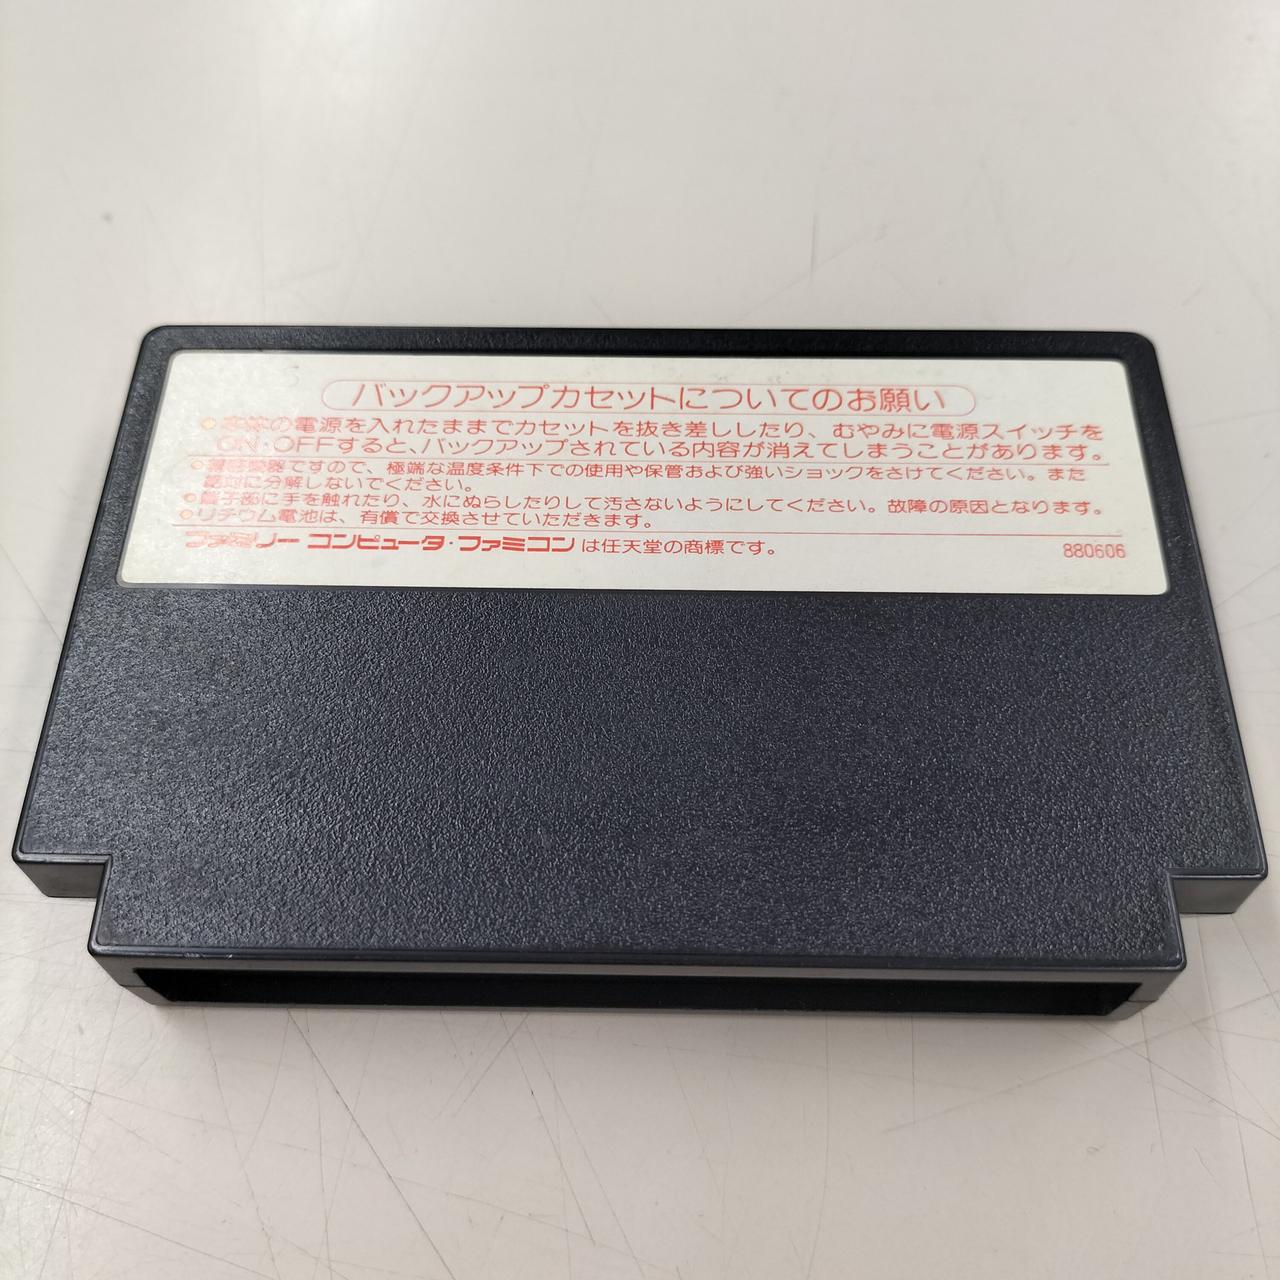 バックアップカセットについてのお願い
●本体の電源を入れたままでカセットを抜き差ししたり、むやみに電源スイッチを
ON・OFFすると、バックアップされている内容が消えてしまうことがあります。
●精密機器ですので、極端な温度条件下での使用や保管および強いショックをさけてください。また
絶対に分解しないでください。
●端子部に手を触れたり、水にぬらしたりして汚さないようにしてください。故障の原因となります。
●リチウム電池は、有償で交換させていただきます。
ファミリー コンピュータ・ファミコン は任天堂の商標です。
880606